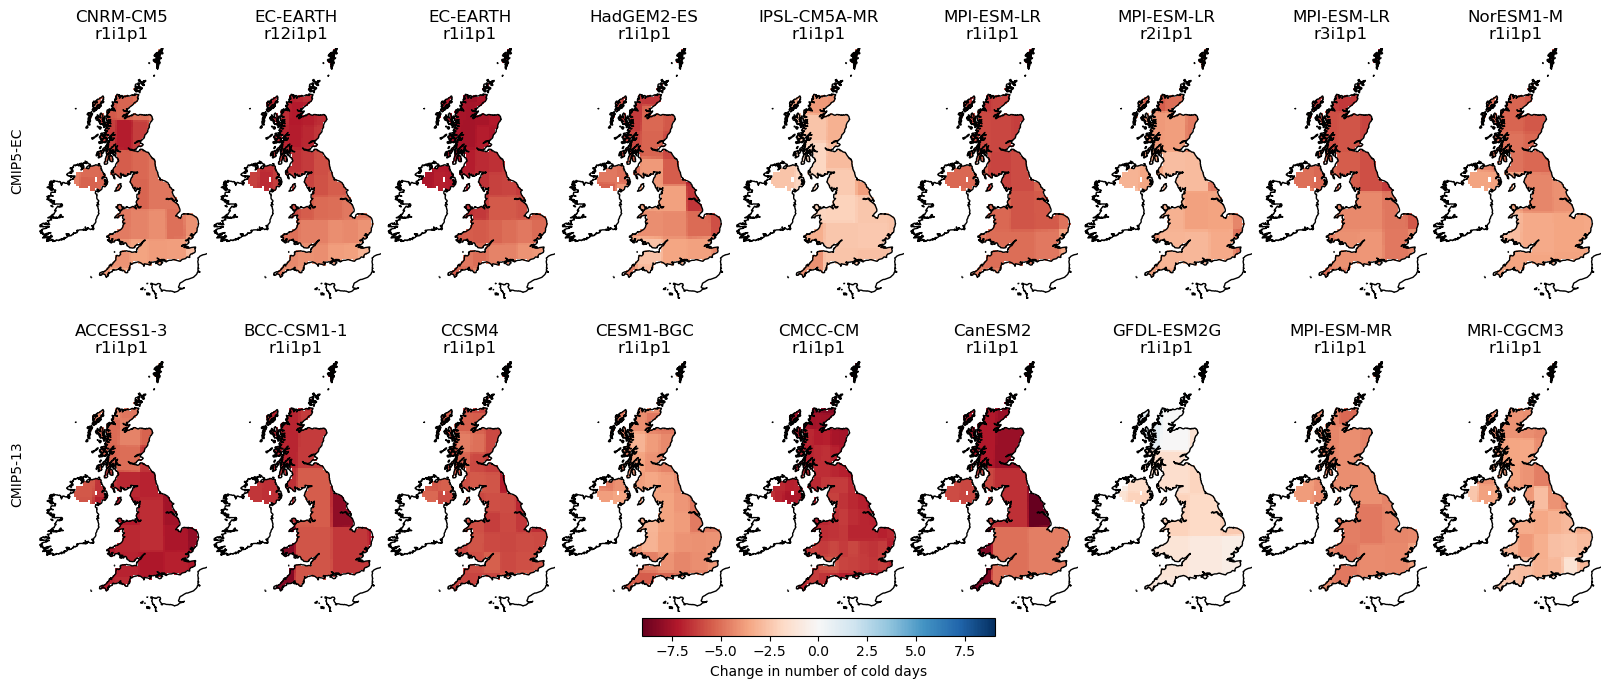 CNRM-CM5
r1i1p1
EC-EARTH
r12i1p1
EC-EARTH
r1i1p1
HadGEM2-ES
r1i1p1
IPSL-CM5A-MR
r1i1p1
MPI-ESM-LR
r1i1p1
MPI-ESM-LR
r2i1p1
MPI-ESM-LR
r3i1p1
NorESM1-M
r1i1p1
CMIP5-EC
ACCESS1-3
r1i1p1
BCC-CSM1-1
r1i1p1
CCSM4
r1i1p1
CESM1-BGC
r1i1p1
CMCC-CM
r1i1p1
CanESM2
r1i1p1
GFDL-ESM2G
r1i1p1
MPI-ESM-MR
r1i1p1
MRI-CGCM3
r1i1p1
CMIP5-13
−7.5 −5.0 −2.5 0.0 2.5 5.0 7.5
Change in number of cold days